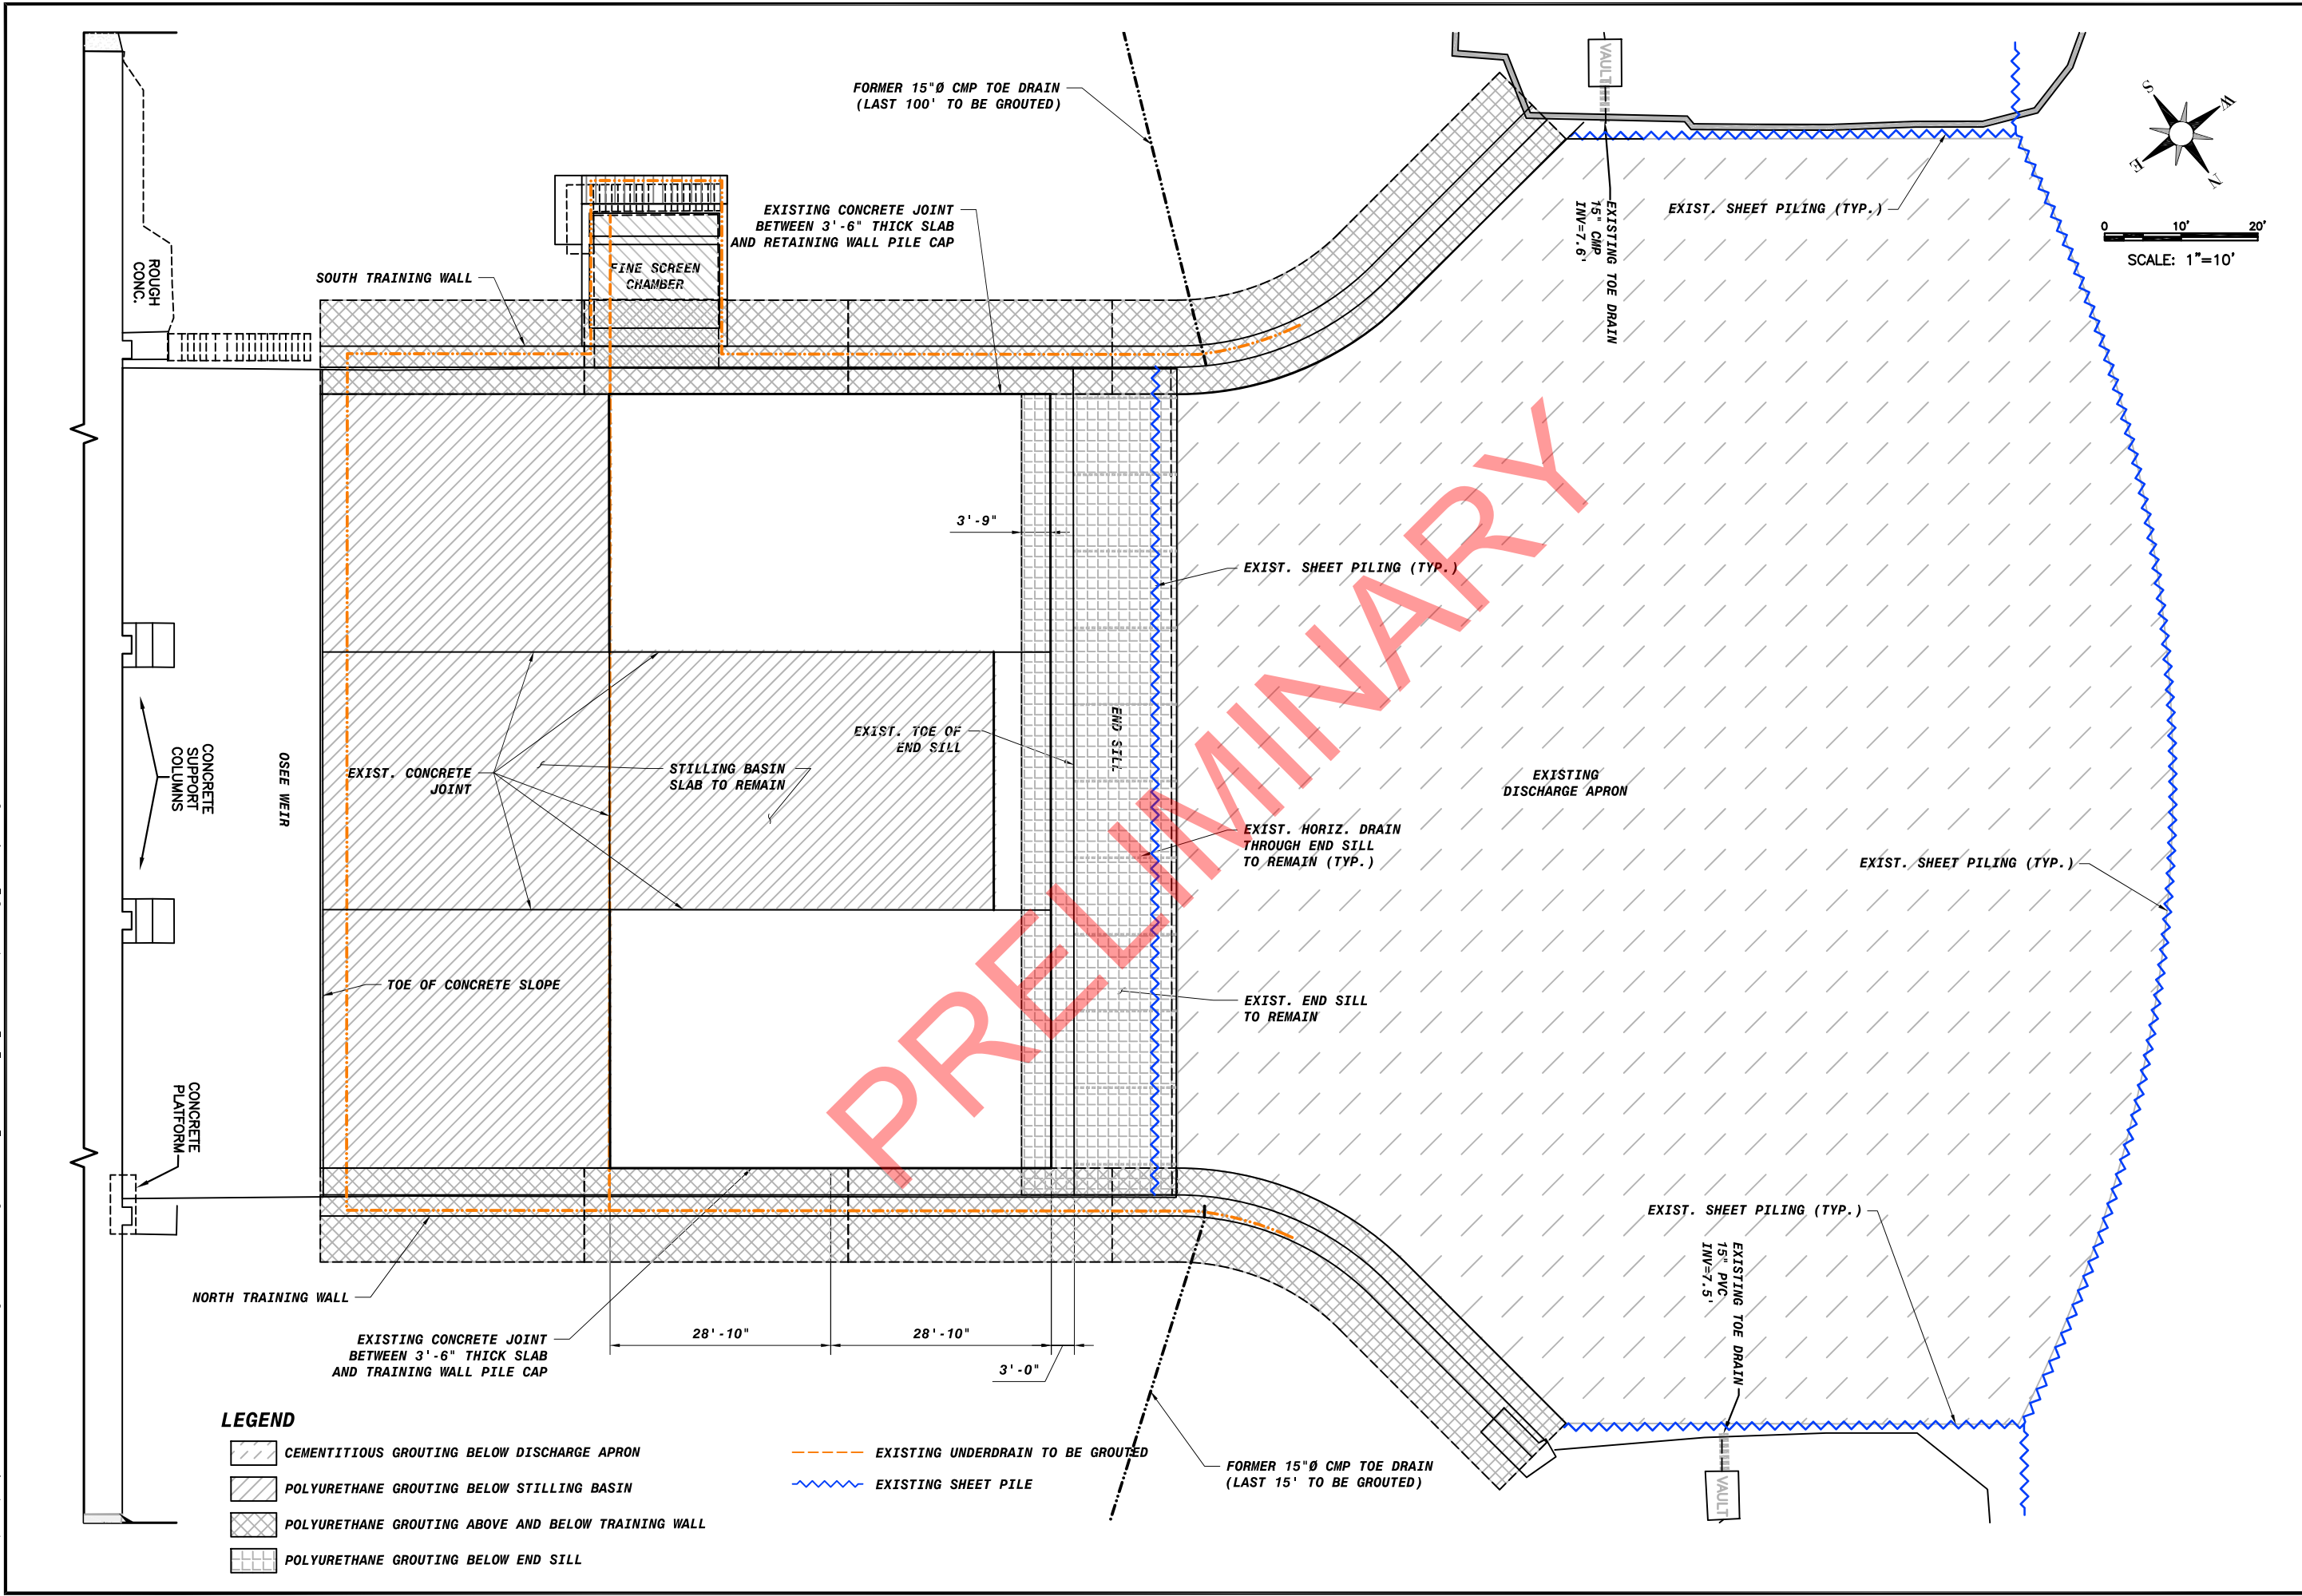 FORMER 15"Ø CMP TOE DRAIN
(LAST 100' TO BE GROUTED)
VAULT
S
W
E
N
0 10' 20'
SCALE: 1"=10'
EXIST. SHEET PILING (TYP.)
EXISTING TOE DRAIN
15" CMP
INV=7.6'
EXISTING CONCRETE JOINT
BETWEEN 3'-6" THICK SLAB
AND RETAINING WALL PILE CAP
FINE SCREEN
CHAMBER
SOUTH TRAINING WALL
ROUGH
CONC.
3'-9"
EXIST. SHEET PILING (TYP.)
EXIST. TOE OF
END SILL
END SILL
STILLING BASIN
SLAB TO REMAIN
EXIST. CONCRETE
JOINT
OSEE WEIR
CONCRETE
SUPPORT
COLUMNS
EXISTING
DISCHARGE APRON
EXIST. HORIZ. DRAIN
THROUGH END SILL
TO REMAIN (TYP.)
EXIST. SHEET PILING (TYP.)
PRELIMINARY
TOE OF CONCRETE SLOPE
EXIST. END SILL
TO REMAIN
CONCRETE
PLATFORM
EXIST. SHEET PILING (TYP.)
EXISTING TOE DRAIN
15" PVC
INV=7.5'
NORTH TRAINING WALL
EXISTING CONCRETE JOINT
BETWEEN 3'-6" THICK SLAB
AND TRAINING WALL PILE CAP
28'-10"
28'-10"
3'-0"
FORMER 15"Ø CMP TOE DRAIN
(LAST 15' TO BE GROUTED)
VAULT
LEGEND
CEMENTITIOUS GROUTING BELOW DISCHARGE APRON
POLYURETHANE GROUTING BELOW STILLING BASIN
POLYURETHANE GROUTING ABOVE AND BELOW TRAINING WALL
POLYURETHANE GROUTING BELOW END SILL
EXISTING UNDERDRAIN TO BE GROUTED
EXISTING SHEET PILE